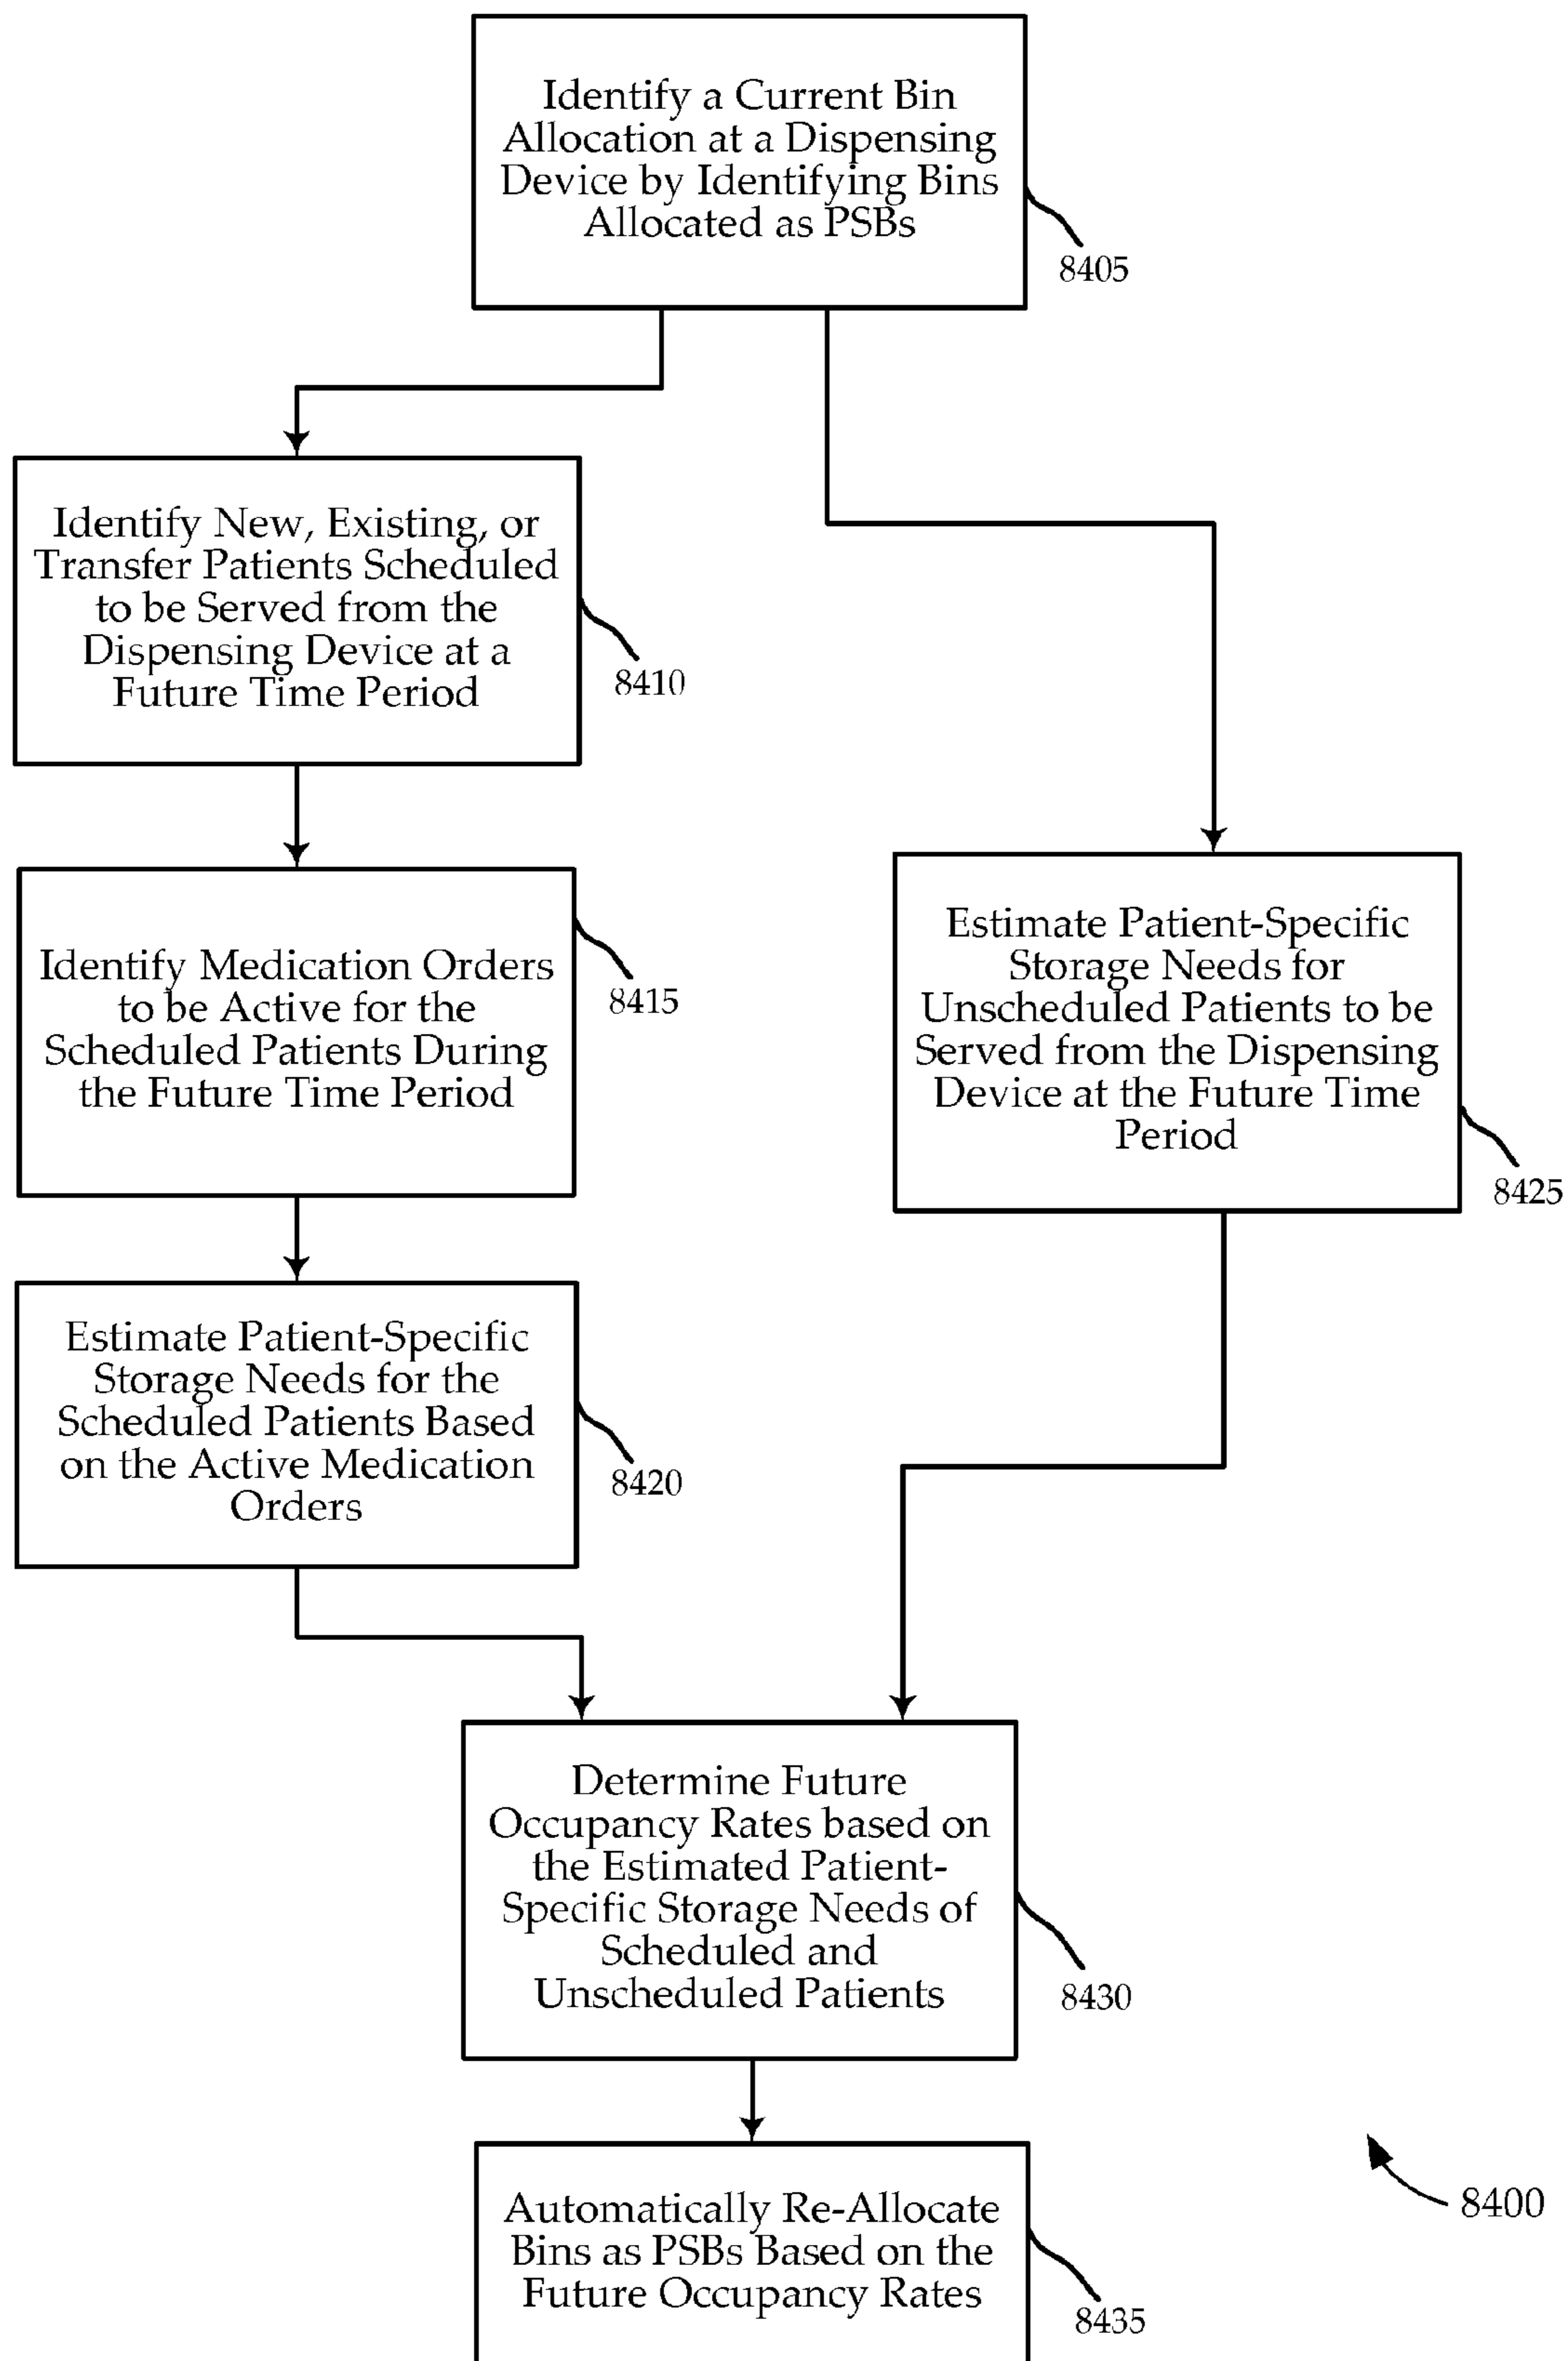 Identify a Current Bin
Allocation at a Dispensing
Device by Identifying Bins
Allocated as PSBs
8405
Identify New, Existing, or
Transfer Patients Scheduled
to be Served from the
Dispensing Device at a
Future Time Period
8410
Identify Medication Orders
to be Active for the
Scheduled Patients During
the Future Time Period
8415
Estimate Patient-Specific
Storage Needs for
Unscheduled Patients to be
Served from the Dispensing
Device at the Future Time
Period
8425
Estimate Patient-Specific
Storage Needs for the
Scheduled Patients Based
on the Active Medication
Orders
8420
Determine Future
Occupancy Rates based on
the Estimated Patient-
Specific Storage Needs of
Scheduled and
Unscheduled Patients
8430
Automatically Re-Allocate
Bins as PSBs Based on the
Future Occupancy Rates
8435
8400